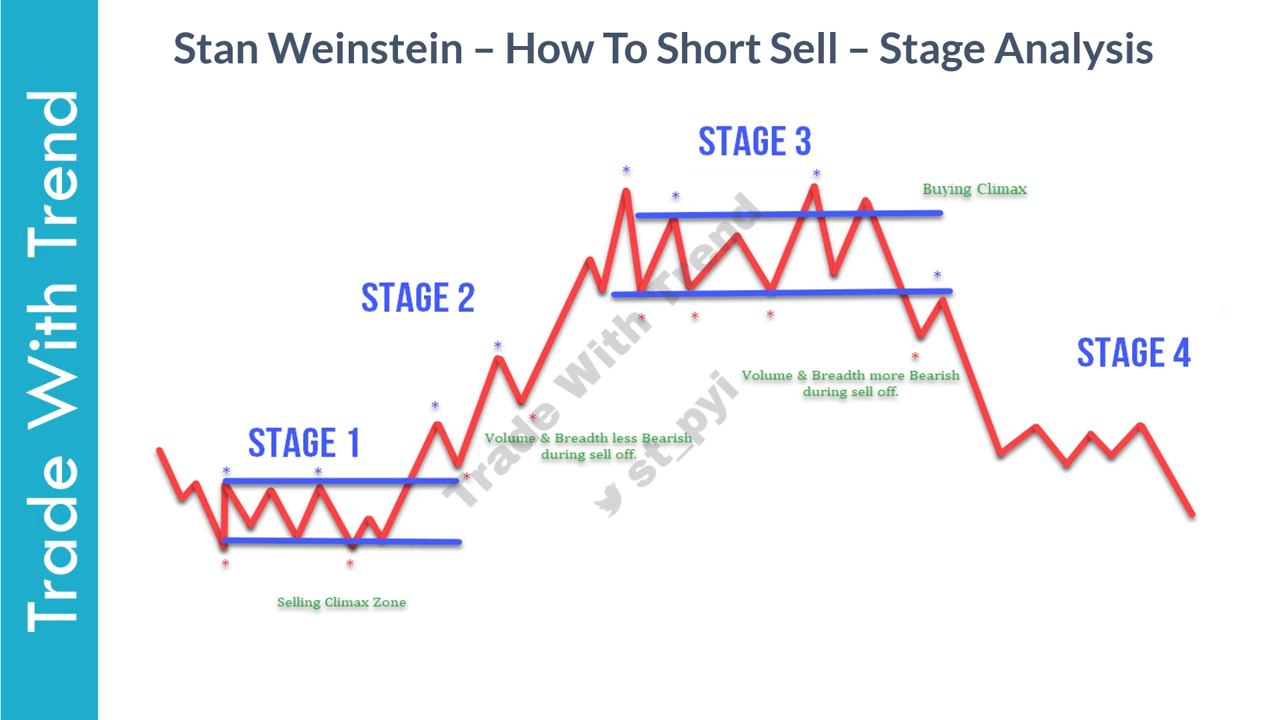 Stan Weinstein – How To Short Sell – Stage Analysis
Trade With Trend
STAGE 3
*
*
*
Buying Climax
STAGE 2
*
*
*
*
*
STAGE 4
*
*
Volume & Breadth more Bearish
during sell off.
*
*
Volume & Breadth less Bearish
during sell off.
STAGE 1
*
*
*
*
*
Selling Climax Zone
Trade With Trend
st_pyi